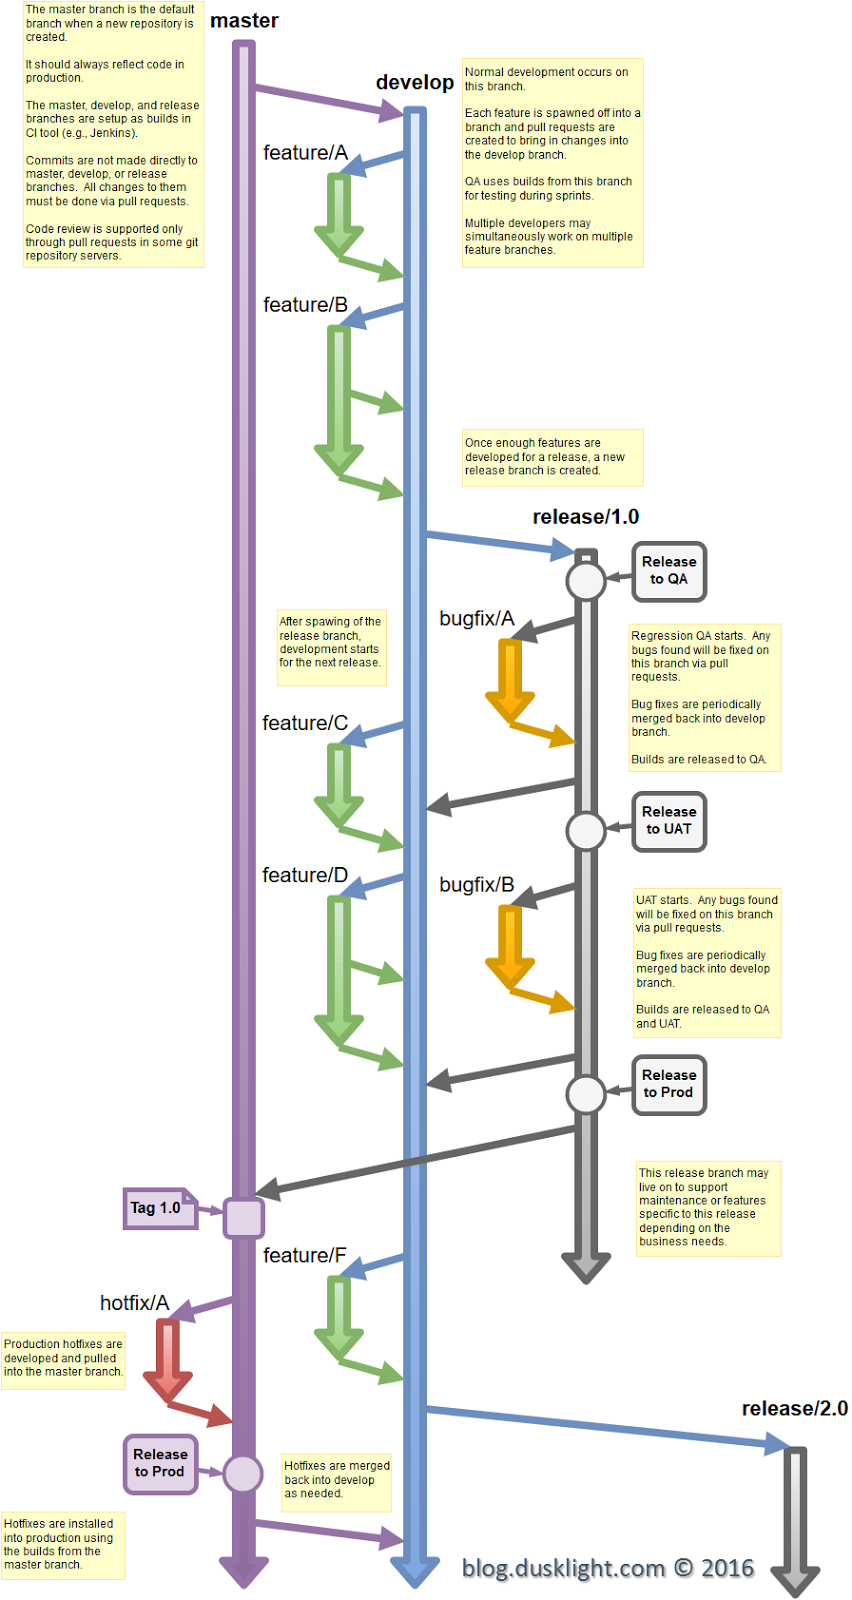 The master branch is the default
branch when a new repository is
created.
It should always reflect code in
production.
The master, develop, and release
branches are setup as builds in
CI tool (e.g., Jenkins).
Commits are not made directly to
master, develop, or release
branches.  All changes to them
must be done via pull requests.
Code review is supported only
through pull requests in some git
repository servers.
master
develop
Normal development occurs on
this branch.
Each feature is spawned off into a
branch and pull requests are
created to bring in changes into
the develop branch.
QA uses builds from this branch
for testing during sprints.
Multiple developers may
simultaneously work on multiple
feature branches.
feature/A
feature/B
Once enough features are
developed for a release, a new
release branch is created.
release/1.0
Release
to QA
After spawing of the
release branch,
development starts
for the next release.
bugfix/A
Regression QA starts.  Any
bugs found will be fixed on
this branch via pull
requests.
Bug fixes are periodically
merged back into develop
branch.
Builds are released to QA.
feature/C
Release
to UAT
feature/D
bugfix/B
UAT starts.  Any bugs found
will be fixed on this branch
via pull requests.
Bug fixes are periodically
merged back into develop
branch.
Builds are released to QA
and UAT.
Release
to Prod
This release branch may
live on to support
maintenance or features
specific to this release
depending on the
business needs.
Tag 1.0
feature/F
hotfix/A
Production hotfixes are
developed and pulled
into the master branch.
release/2.0
Release
to Prod
Hotfixes are merged
back into develop
as needed.
Hotfixes are installed
into production using
the builds from the
master branch.
blog.dusklight.com © 2016